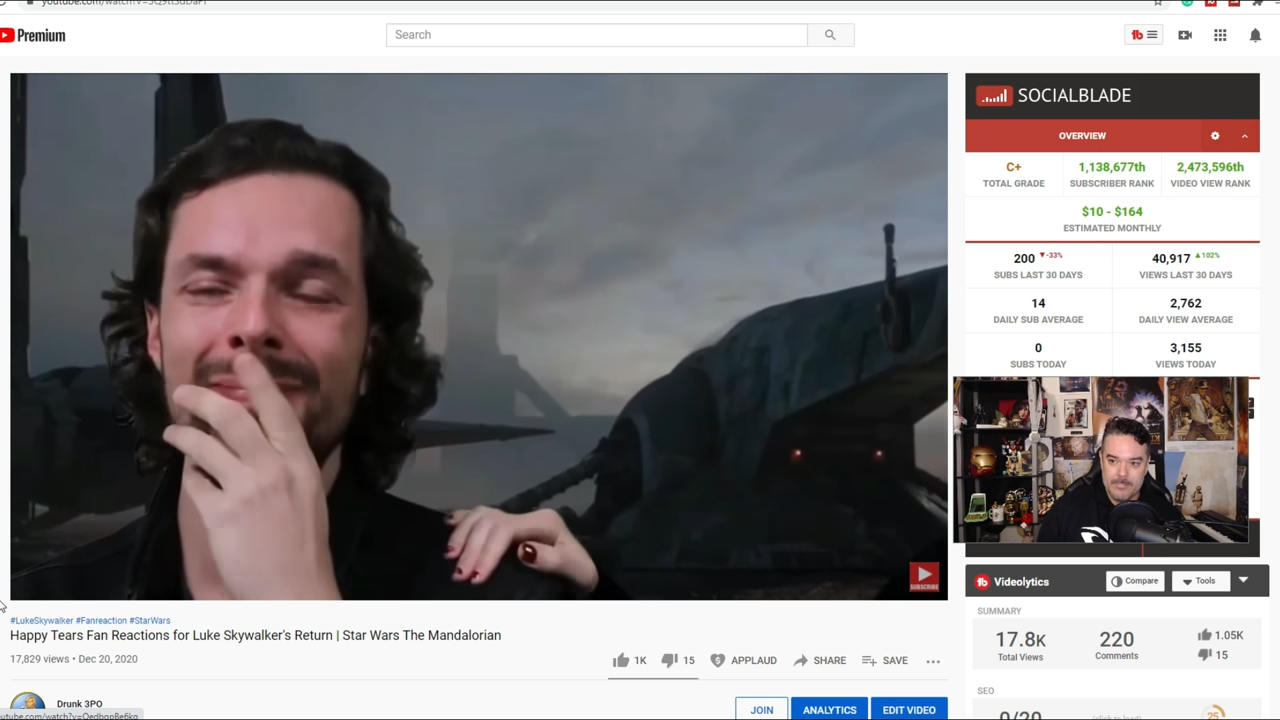 Premium
Search
SOCIALBLADE
OVERVIEW
C+
TOTAL GRADE
1,138,677th
SUBSCRIBER RANK
2,473,596th
VIDEO VIEW RANK
$10 - $164
ESTIMATED MONTHLY
200 ▼-33%
SUBS LAST 30 DAYS
40,917 ▲102%
VIEWS LAST 30 DAYS
14
DAILY SUB AVERAGE
2,762
DAILY VIEW AVERAGE
0
SUBS TODAY
3,155
VIEWS TODAY
SUBSCRIBE
#LukeSkywalker #Fanreaction #StarWars
Happy Tears Fan Reactions for Luke Skywalker's Return | Star Wars The Mandalorian
17,829 views • Dec 20, 2020
1K
15
APPLAUD
SHARE
SAVE
Drunk 3PO
JOIN
ANALYTICS
EDIT VIDEO
Videolytics
Compare
Tools
SUMMARY
17.8K
Total Views
220
Comments
1.05K
15
SEO